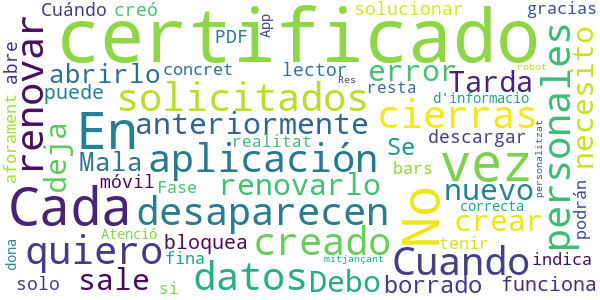 Cuándo creó solucionar gracias
certificado
PDF App
renovar abre abrirlo concret lector error Tarda necesito
puede resta
solicitados cierras personales
aforament deja En anteriormente d'informacio descargar robot
Mala aplicación realitat Se bars vez
móvil Fase renovarlo nuevo podrán personalitzat
Cada desaparecen No crear correcta
Atenció bloquea creado tenir
quiero fina mitjançant Cuando indica
dona sale datos Debo Res borrado funciona
solo si